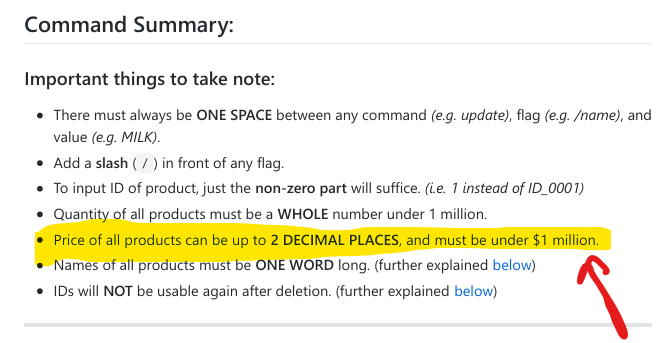 Command Summary:
Important things to take note:
There must always be ONE SPACE between any command (e.g. update), flag (e.g. /name), and
value (e.g. MILK).
Add a slash ( / ) in front of any flag.
To input ID of product, just the non-zero part will suffice. (i.e. 1 instead of ID_0001)
Quantity of all products must be a WHOLE number under 1 million.
Price of all products can be up to 2 DECIMAL PLACES, and must be under $1 million.
Names of all products must be ONE WORD long. (further explained below)
IDs will NOT be usable again after deletion. (further explained below)